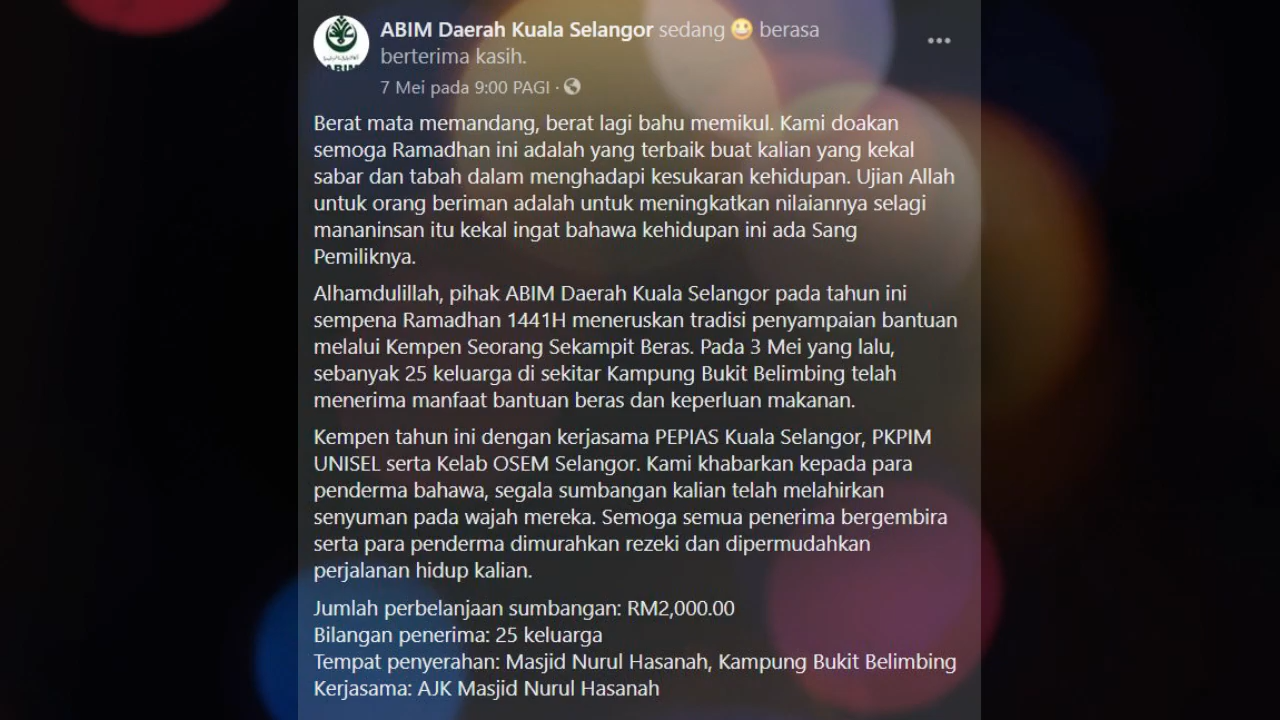 ABIM Daerah Kuala Selangor sedang 😀 berasa
berterima kasih.
7 Mei pada 9:00 PAGI ·
Berat mata memandang, berat lagi bahu memikul. Kami doakan
semoga Ramadhan ini adalah yang terbaik buat kalian yang kekal
sabar dan tabah dalam menghadapi kesukaran kehidupan. Ujian Allah
untuk orang beriman adalah untuk meningkatkan nilaiannya selagi
mananinsan itu kekal ingat bahawa kehidupan ini ada Sang
Pemiliknya.
Alhamdulillah, pihak ABIM Daerah Kuala Selangor pada tahun ini
sempena Ramadhan 1441H meneruskan tradisi penyampaian bantuan
melalui Kempen Seorang Sekampit Beras. Pada 3 Mei yang lalu,
sebanyak 25 keluarga di sekitar Kampung Bukit Belimbing telah
menerima manfaat bantuan beras dan keperluan makanan.
Kempen tahun ini dengan kerjasama PEPIAS Kuala Selangor, PKPIM
UNISEL serta Kelab OSEM Selangor. Kami khabarkan kepada para
penderma bahawa, segala sumbangan kalian telah melahirkan
senyuman pada wajah mereka. Semoga semua penerima bergembira
serta para penderma dimurahkan rezeki dan dipermudahkan
perjalanan hidup kalian.
Jumlah perbelanjaan sumbangan: RM2,000.00
Bilangan penerima: 25 keluarga
Tempat penyerahan: Masjid Nurul Hasanah, Kampung Bukit Belimbing
Kerjasama: AJK Masjid Nurul Hasanah